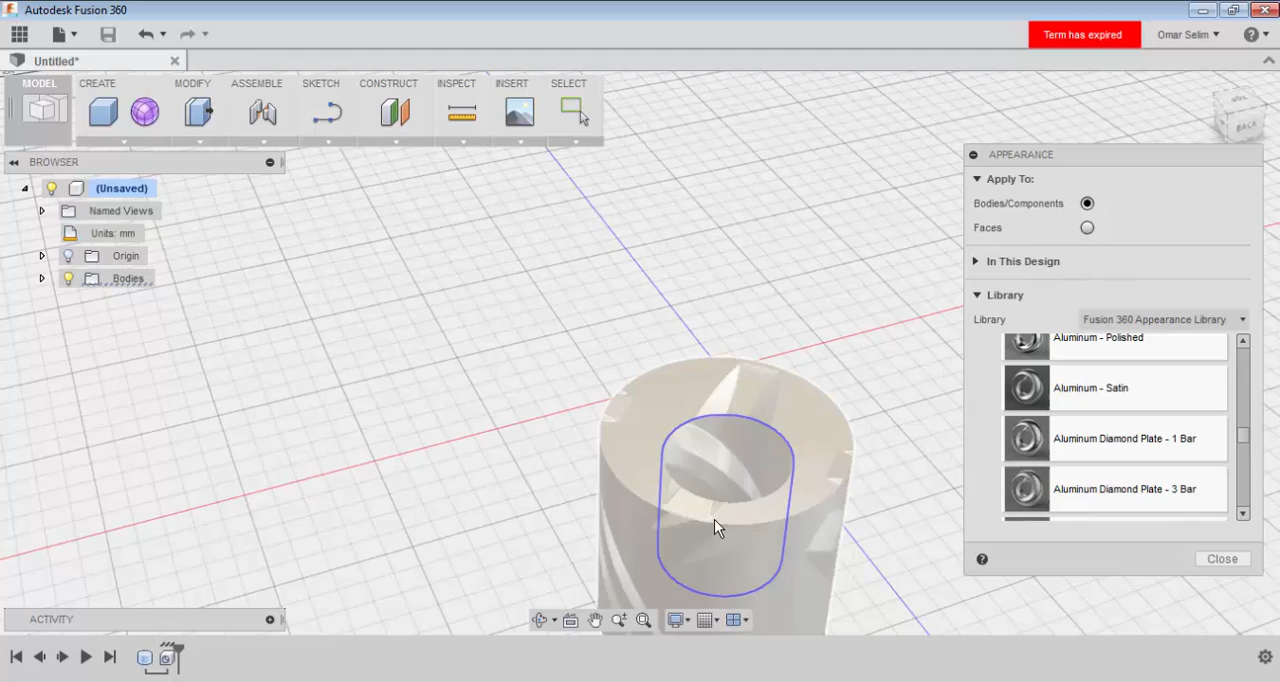 Autodesk Fusion 360
Term has expired
Omar Selim
Untitled*
MODEL
CREATE
MODIFY
ASSEMBLE
SKETCH
CONSTRUCT
INSPECT
INSERT
SELECT
BACK
BROWSER
(Unsaved)
Named Views
Units: mm
Origin
Bodies
APPEARANCE
Apply To:
Bodies/Components
Faces
In This Design
Library
Library
Fusion 360 Appearance Library
Aluminum - Polished
Aluminum - Satin
Aluminum Diamond Plate - 1 Bar
Aluminum Diamond Plate - 3 Bar
Close
ACTIVITY